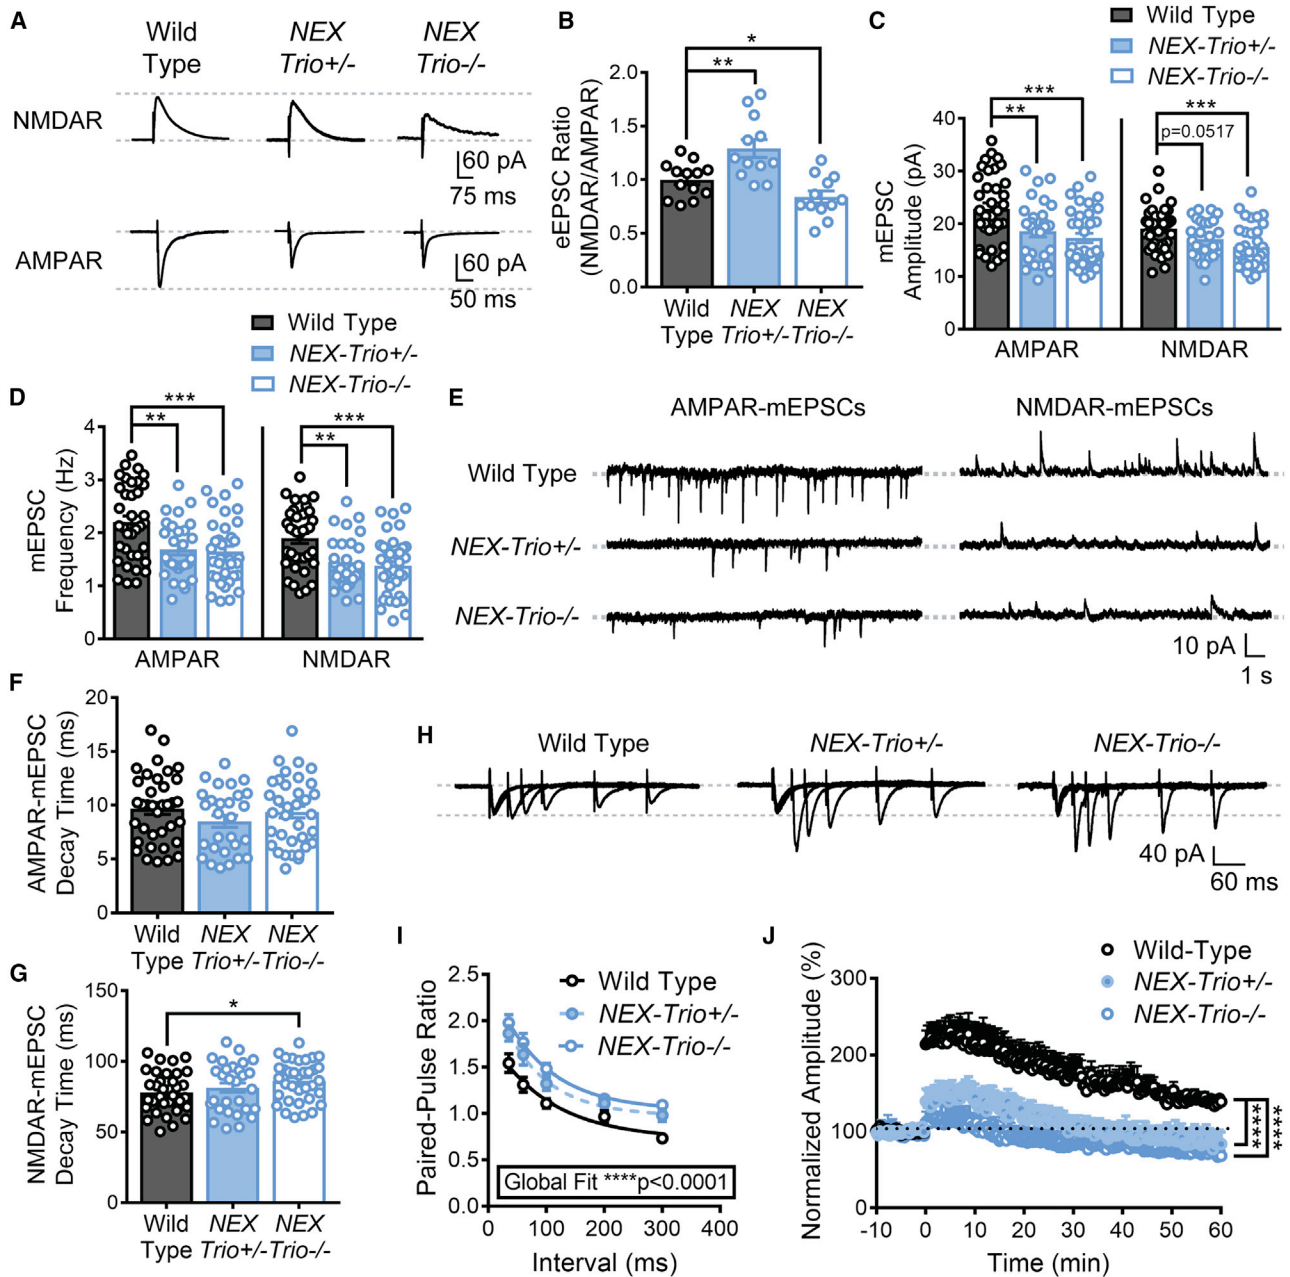 A
Wild
Type
NEX
Trio+/-
NEX
Trio-/-
NMDAR
60 pA
75 ms
AMPAR
60 pA
50 ms
B
eEPSC Ratio
(NMDAR/AMPAR)
2.0
1.5
1.0
0.5
0.0
**
*
Wild
Type
NEX
Trio+/-
NEX
Trio-/-
C
Wild Type
NEX-Trio+/-
NEX-Trio-/-
mEPSC
Amplitude (pA)
40
30
20
10
0
***
**
***
p=0.0517
AMPAR
NMDAR
D
Wild Type
NEX-Trio+/-
NEX-Trio-/-
mEPSC
Frequency (Hz)
4
3
2
1
0
***
**
***
**
AMPAR
NMDAR
E
AMPAR-mEPSCs
NMDAR-mEPSCs
Wild Type
NEX-Trio+/-
NEX-Trio-/-
10 pA
1 s
F
AMPAR-mEPSC
Decay Time (ms)
20
15
10
5
0
Wild
Type
NEX
Trio+/-
NEX
Trio-/-
G
NMDAR-mEPSC
Decay Time (ms)
150
100
50
0
*
Wild
Type
NEX
Trio+/-
NEX
Trio-/-
H
Wild Type
NEX-Trio+/-
NEX-Trio-/-
40 pA
60 ms
I
Paired-Pulse Ratio
2.5
2.0
1.5
1.0
0.5
0.0
Wild Type
NEX-Trio+/-
NEX-Trio-/-
Global Fit ****p<0.0001
0
100
200
300
400
Interval (ms)
J
Wild-Type
NEX-Trio+/-
NEX-Trio-/-
Normalized Amplitude (%)
300
200
100
0
****
****
-10
0
10
20
30
40
50
60
Time (min)